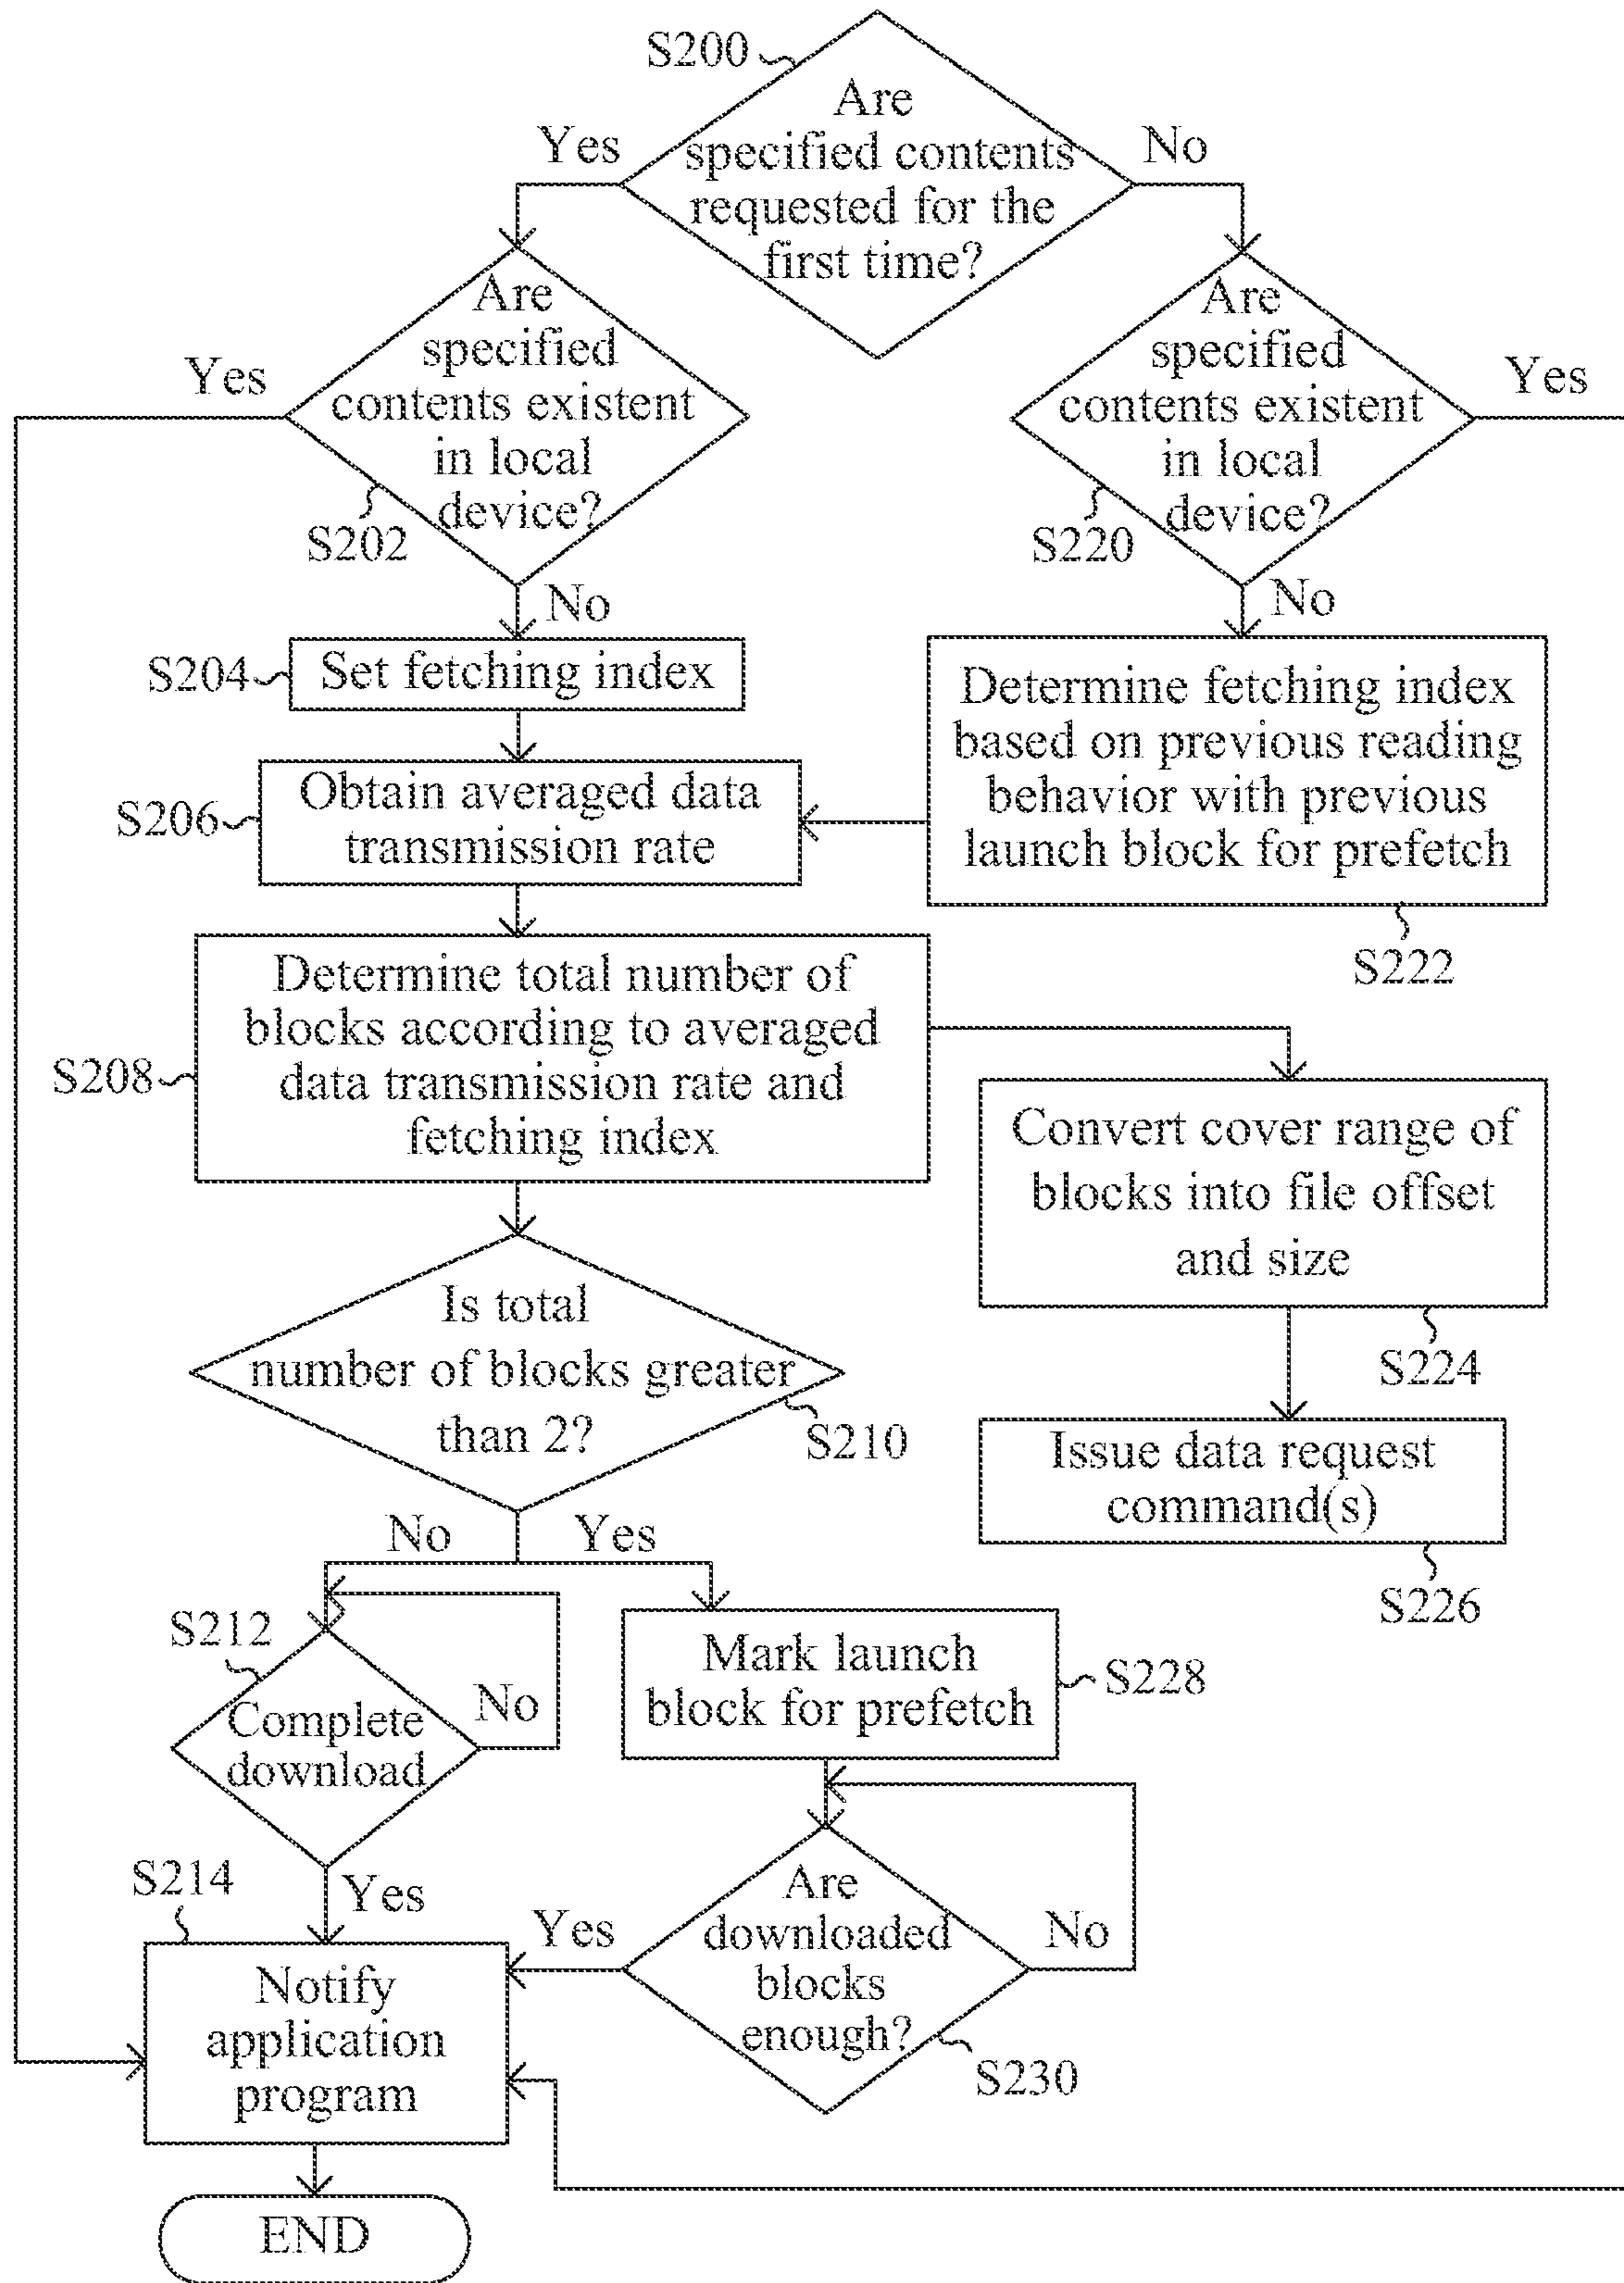 S200
Are
specified contents
requested for the
first time?
Yes
No
Are
specified
contents existent
in local
device?
Yes
S202
No
Are
specified
contents existent
in local
device?
Yes
S220
No
S204
Set fetching index
Determine fetching index
based on previous reading
behavior with previous
launch block for prefetch
S222
S206
Obtain averaged data
transmission rate
S208
Determine total number of
blocks according to averaged
data transmission rate and
fetching index
Convert cover range of
blocks into file offset
and size
S224
Is total
number of blocks greater
than 2?
S210
Issue data request
command(s)
S226
No
Yes
S212
Complete
download
No
Mark launch
block for prefetch
S228
S214
Yes
Are
downloaded
blocks
enough?
Yes
No
S230
Notify
application
program
END